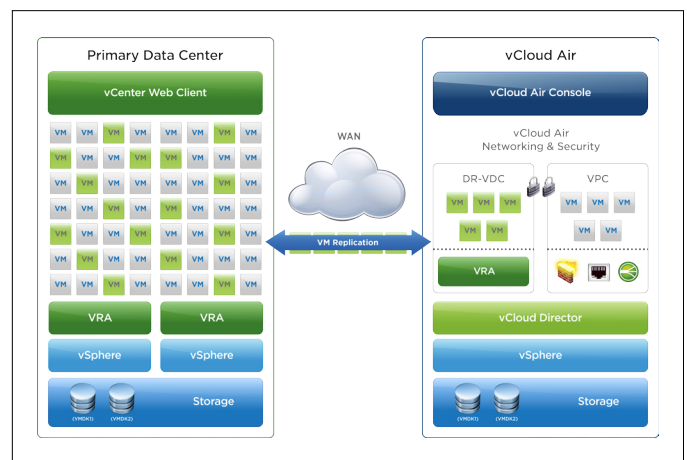 Primary Data Center
vCenter Web Client
VM VM VM VM VM VM VM VM
VM VM VM VM VM VM VM VM
VM VM VM VM VM VM VM VM
VM VM VM VM VM VM VM VM
VM VM VM VM VM VM VM VM
VM VM VM VM VM VM VM VM
VM VM VM VM VM VM VM VM
VRA VRA
vSphere vSphere
Storage
(VMDK1) (VMDK2)
WAN
VM Replication
vCloud Air
vCloud Air Console
vCloud Air
Networking & Security
DR-VDC
VM VM VM
VM VM
VRA
VPC
VM VM VM
VM VM
vCloud Director
vSphere
Storage
(VMDK1) (VMDK2)